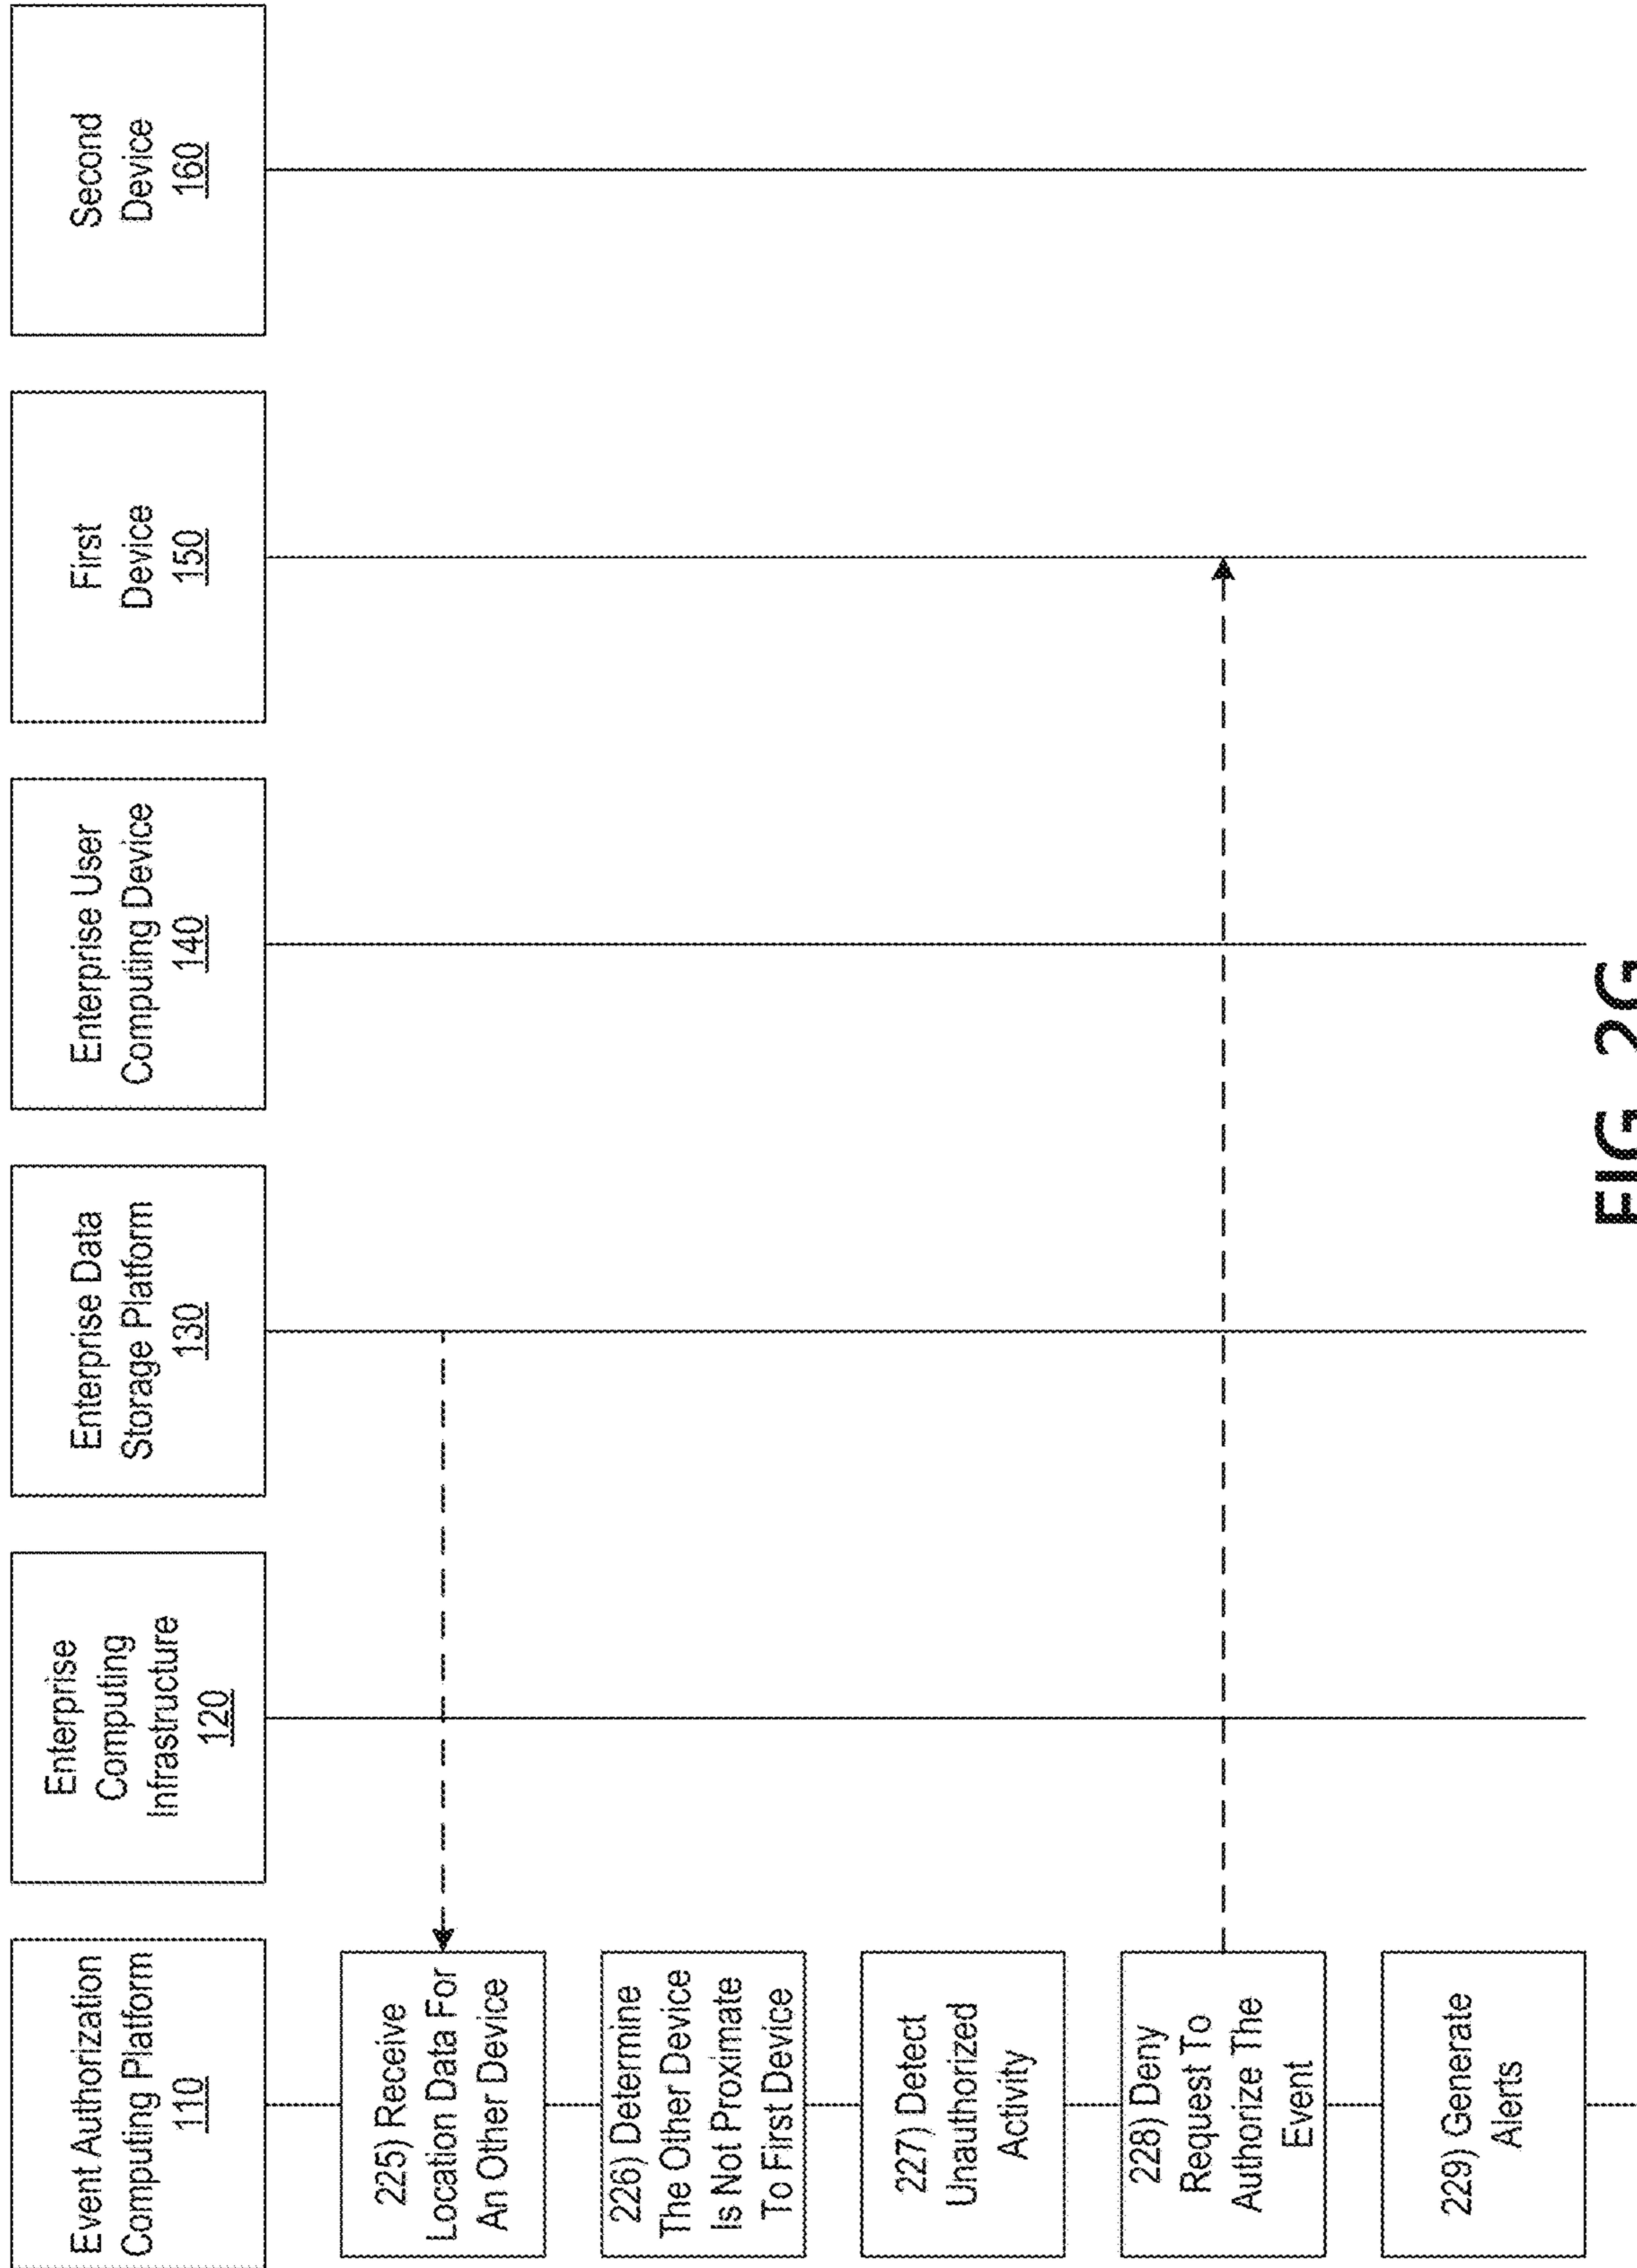 Event Authorization
Computing Platform
110
Enterprise
Computing
Infrastructure
120
Enterprise Data
Storage Platform
130
Enterprise User
Computing Device
140
First
Device
150
Second
Device
160
225) Receive
Location Data For
An Other Device
226) Determine
The Other Device
Is Not Proximate
To First Device
227) Detect
Unauthorized
Activity
228) Deny
Request To
Authorize The
Event
229) Generate
Alerts
FIG. 2G